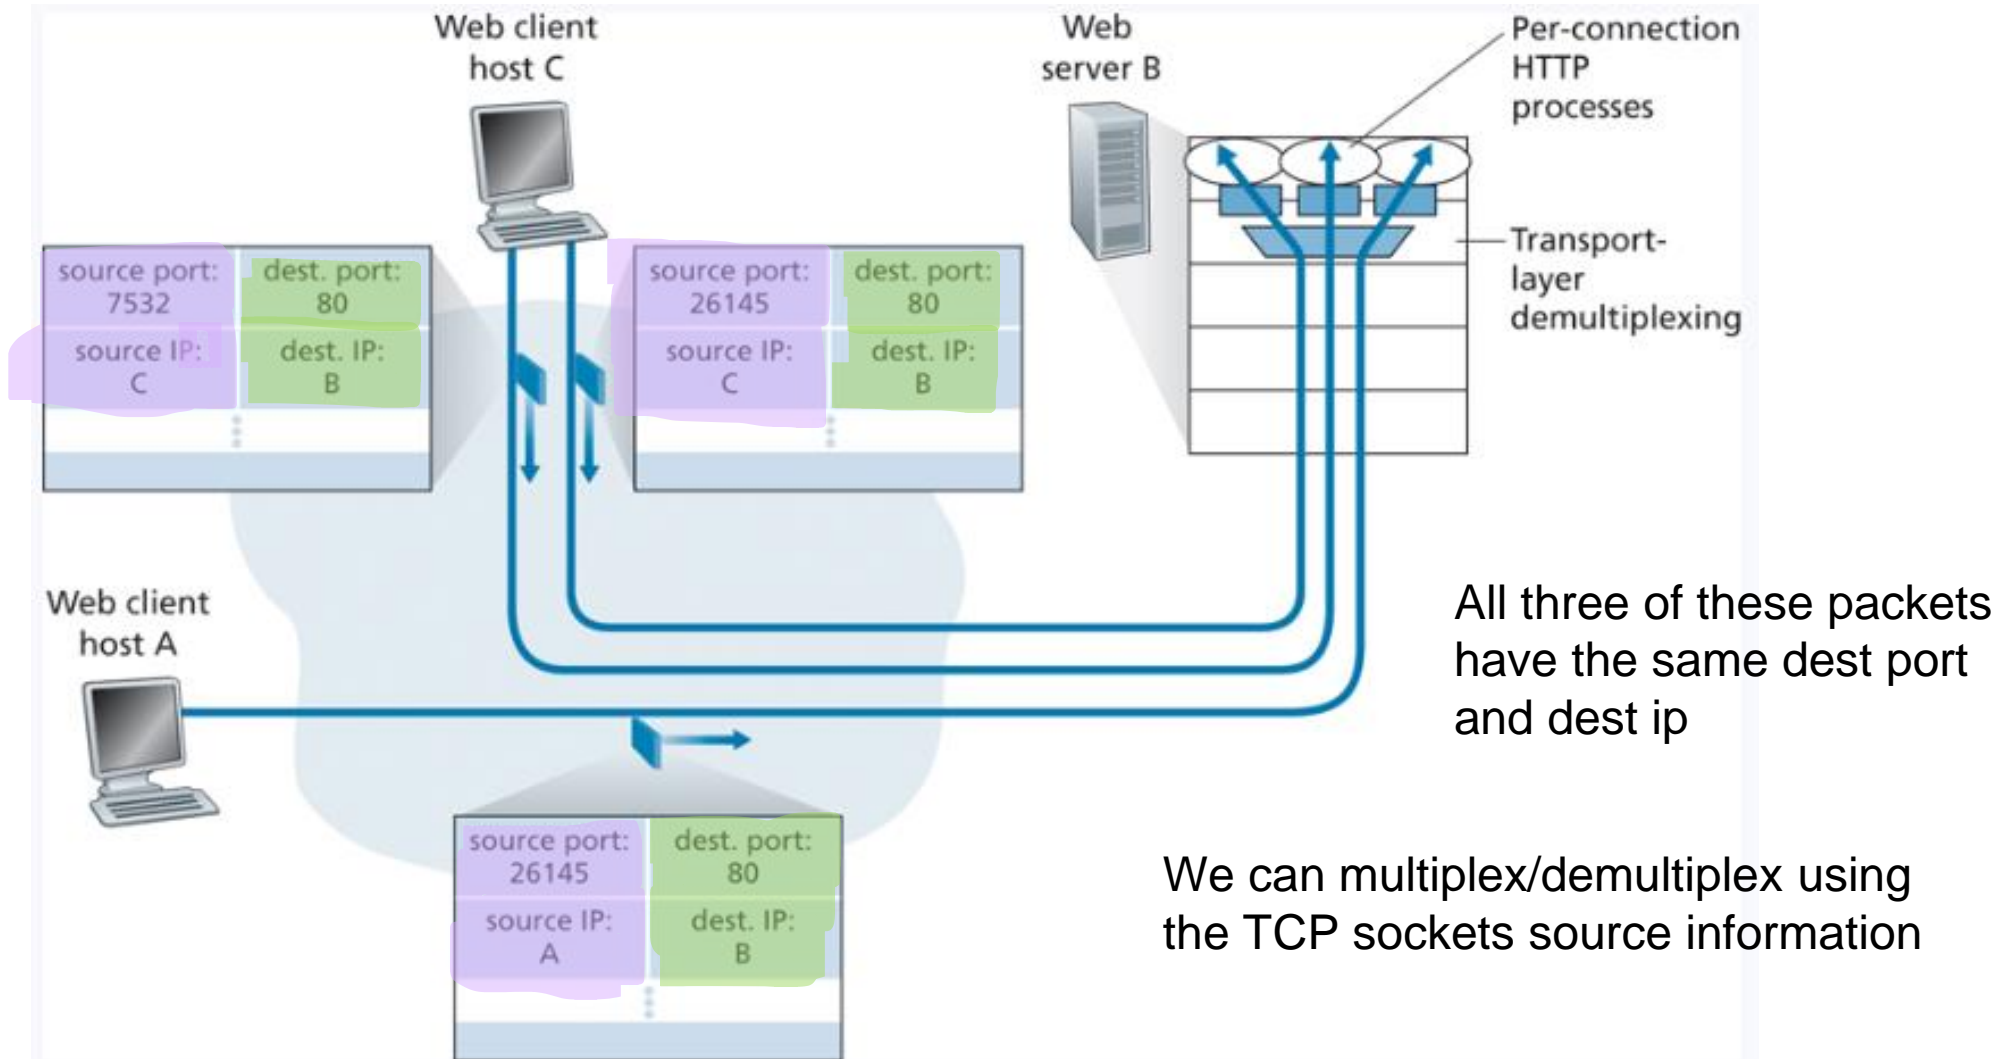 Web client
host C
Web
server B
Per-connection
HTTP
processes
Transport-
layer
demultiplexing
source port:
7532
dest. port:
80
source IP:
C
dest. IP:
B
source port:
26145
dest. port:
80
source IP:
C
dest. IP:
B
Web client
host A
source port:
26145
dest. port:
80
source IP:
A
dest. IP:
B
All three of these packets
have the same dest port
and dest ip
We can multiplex/demultiplex using
the TCP sockets source information